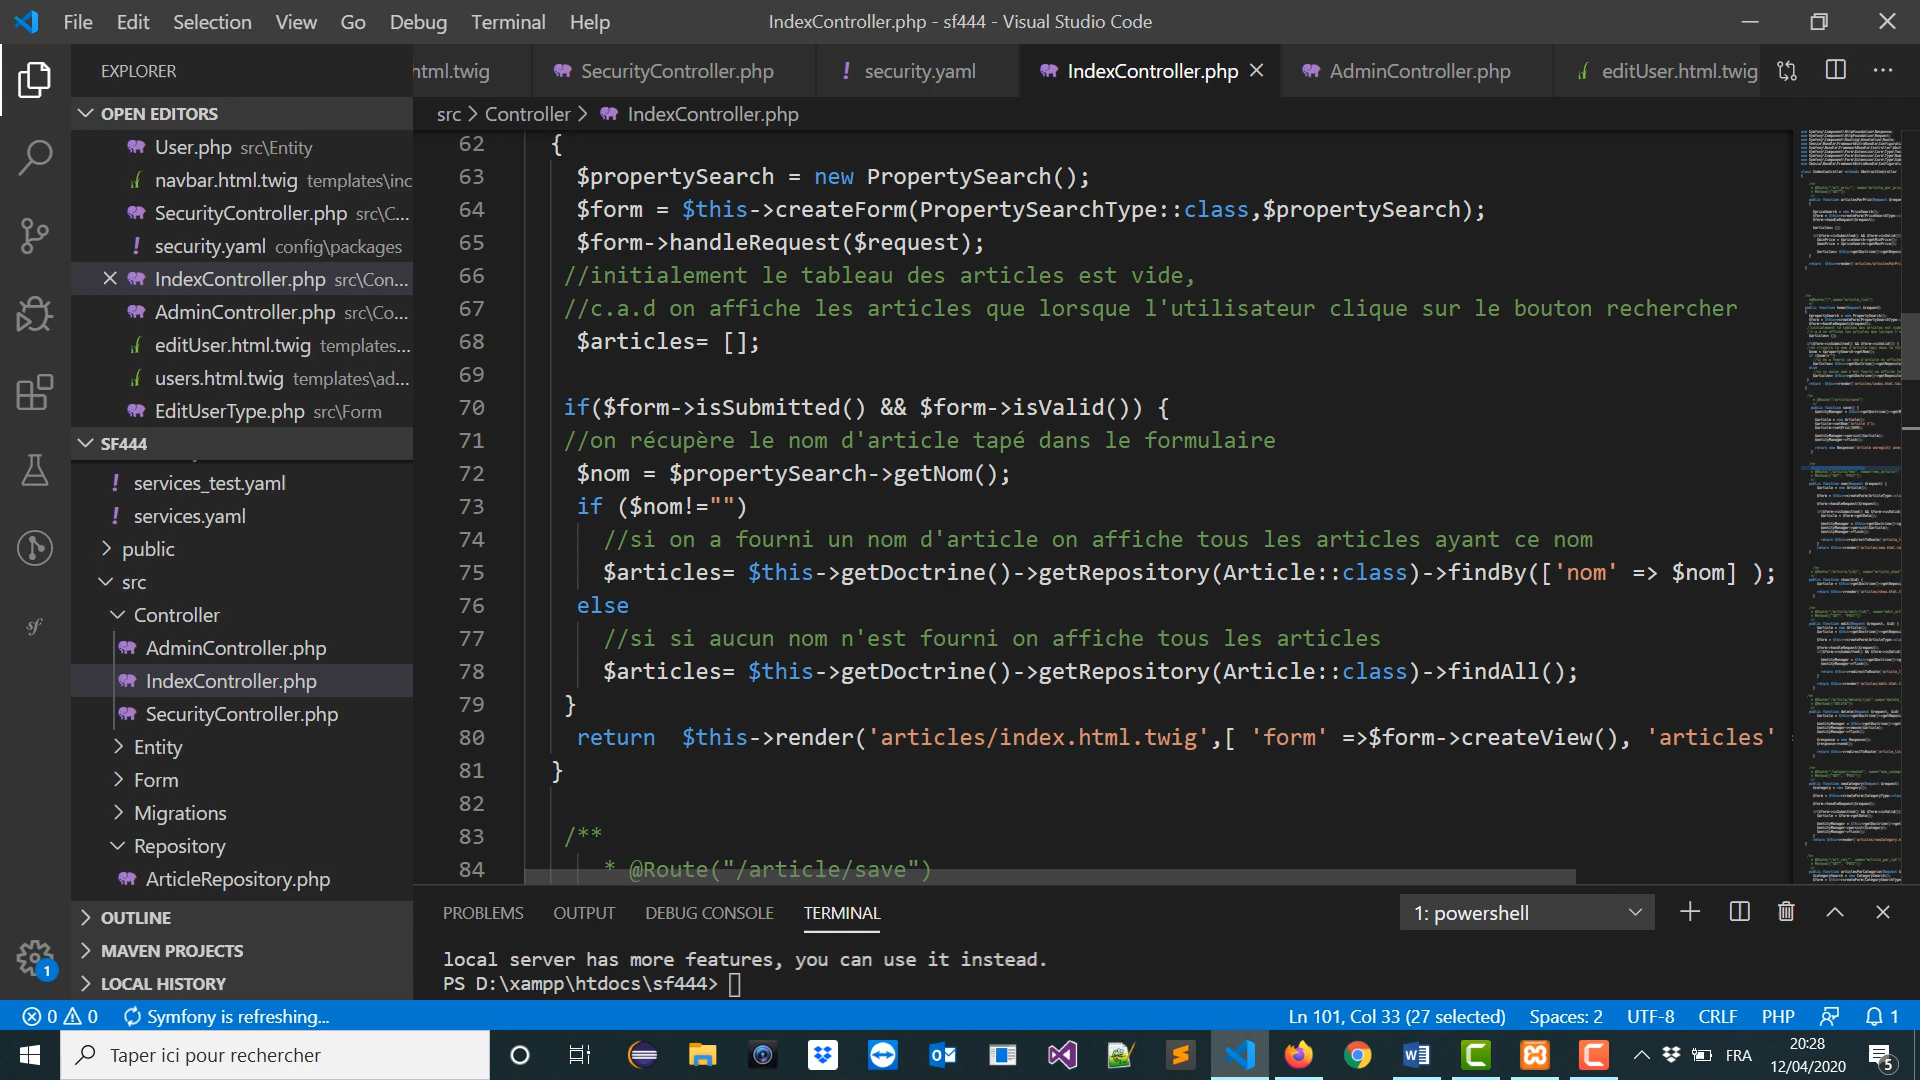 File Edit Selection View Go Debug Terminal Help
IndexController.php - sf444 - Visual Studio Code
EXPLORER
html.twig SecurityController.php ! security.yaml IndexController.php AdminController.php editUser.html.twig
OPEN EDITORS
src > Controller > IndexController.php
User.php src\Entity
navbar.html.twig templates\inc
SecurityController.php src\C...
! security.yaml config\packages
IndexController.php src\Con...
AdminController.php src\Co...
editUser.html.twig templates...
users.html.twig templates\ad...
EditUserType.php src\Form
SF444
! services_test.yaml
! services.yaml
public
src
Controller
AdminController.php
IndexController.php
SecurityController.php
Entity
Form
Migrations
Repository
ArticleRepository.php
OUTLINE
MAVEN PROJECTS
LOCAL HISTORY
sf
1
62 {
63 $propertySearch = new PropertySearch();
64 $form = $this->createForm(PropertySearchType::class,$propertySearch);
65 $form->handleRequest($request);
66 //initialement le tableau des articles est vide,
67 //c.a.d on affiche les articles que lorsque l'utilisateur clique sur le bouton rechercher
68 $articles= [];
69
70 if($form->isSubmitted() && $form->isValid()) {
71 //on récupère le nom d'article tapé dans le formulaire
72 $nom = $propertySearch->getNom();
73 if ($nom!="")
74 //si on a fourni un nom d'article on affiche tous les articles ayant ce nom
75 $articles= $this->getDoctrine()->getRepository(Article::class)->findBy(['nom' => $nom] );
76 else
77 //si si aucun nom n'est fourni on affiche tous les articles
78 $articles= $this->getDoctrine()->getRepository(Article::class)->findAll();
79 }
80 return $this->render('articles/index.html.twig',[ 'form' =>$form->createView(), 'articles'
81 }
82
83 /**
84 * @Route("/article/save")
PROBLEMS OUTPUT DEBUG CONSOLE TERMINAL
1: powershell
local server has more features, you can use it instead.
PS D:\xampp\htdocs\sf444>
0 0 Symfony is refreshing...
Ln 101, Col 33 (27 selected) Spaces: 2 UTF-8 CRLF PHP 1
Taper ici pour rechercher
FRA
20:28
12/04/2020
5